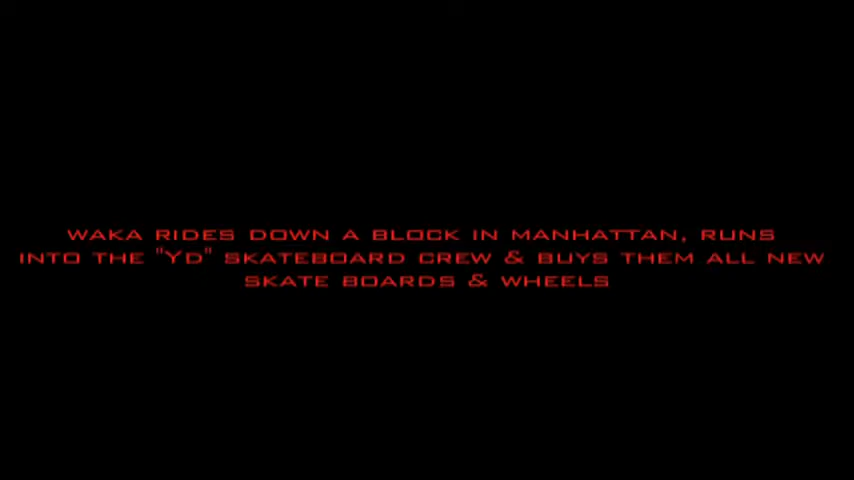 WAKA RIDES DOWN A BLOCK IN MANHATTAN, RUNS
INTO THE "YD" SKATEBOARD CREW & BUYS THEM ALL NEW
SKATE BOARDS & WHEELS